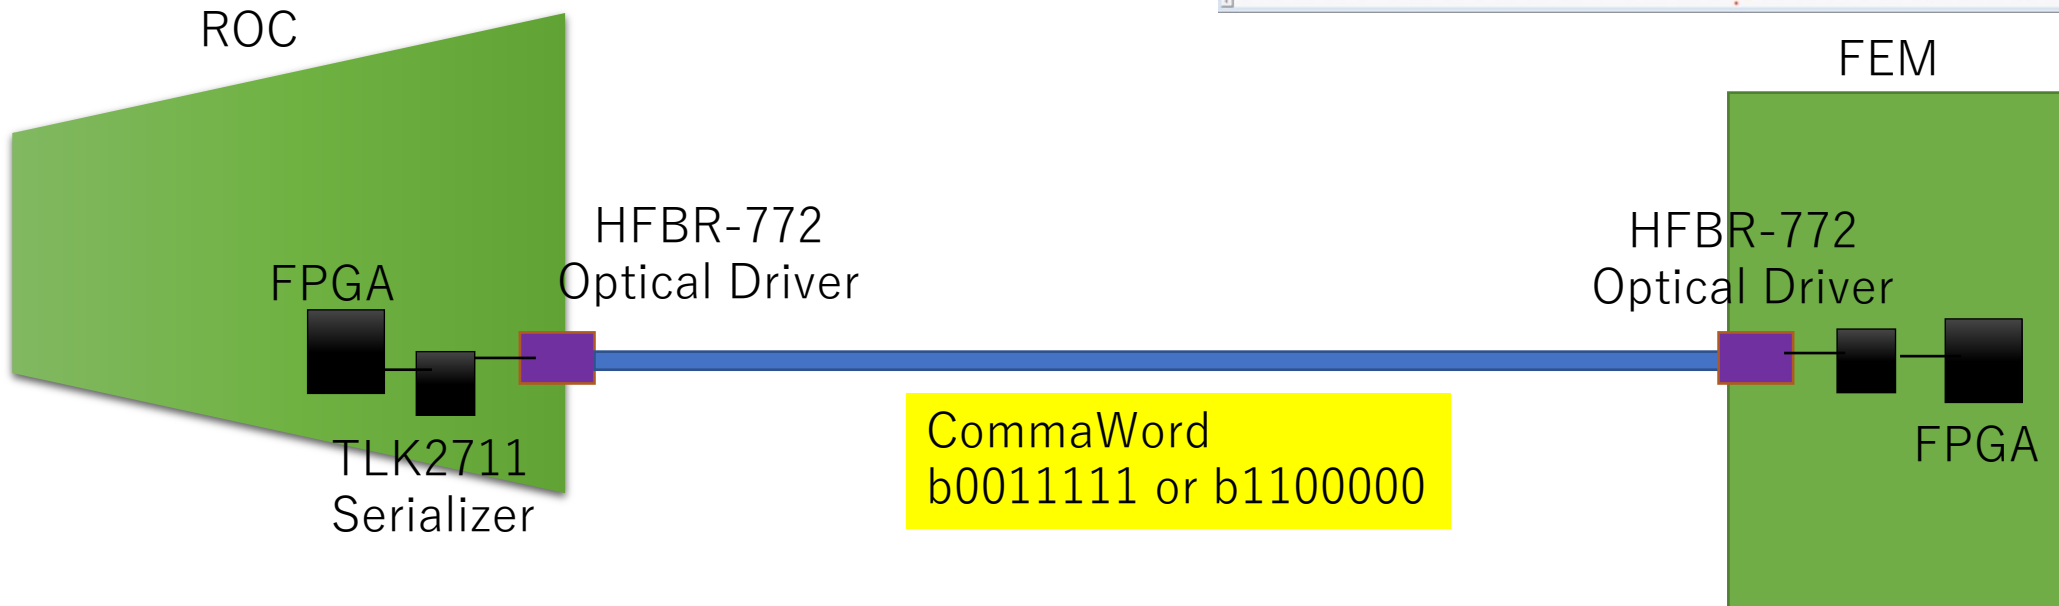 ROC
FEM
HFBR-772
Optical Driver
HFBR-772
Optical Driver
FPGA
TLK2711
Serializer
CommaWord
b0011111 or b1100000
FPGA